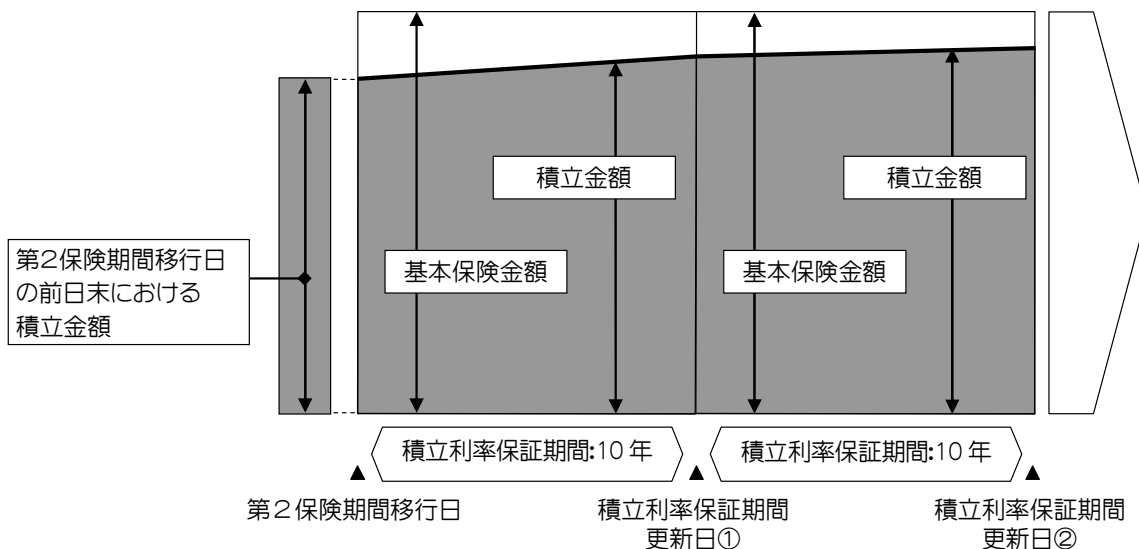 積立金額
積立金額
第2保険期間移行日
の前日末における
積立金額
基本保険金額
基本保険金額
積立利率保証期間:10年
積立利率保証期間:10年
▲
▲
▲
第2保険期間移行日
積立利率保証期間
更新日①
積立利率保証期間
更新日②